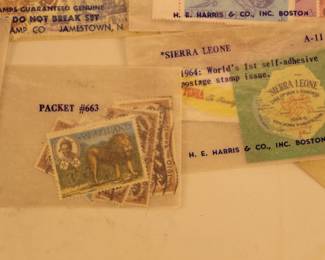 MPS GUARANTEED GENUINE
DO NOT BREAK SET
AMP CO - JAMESTOWN, N.
H. E. HARRIS & CO., INC. BOSTON
*SIERRA LEONE
A-11
1964: World's 1st self-adhesive
postage stamp issue.
PACKET #663
SIERRA LEONE
H. E. HARRIS & CO., INC. BOSTON